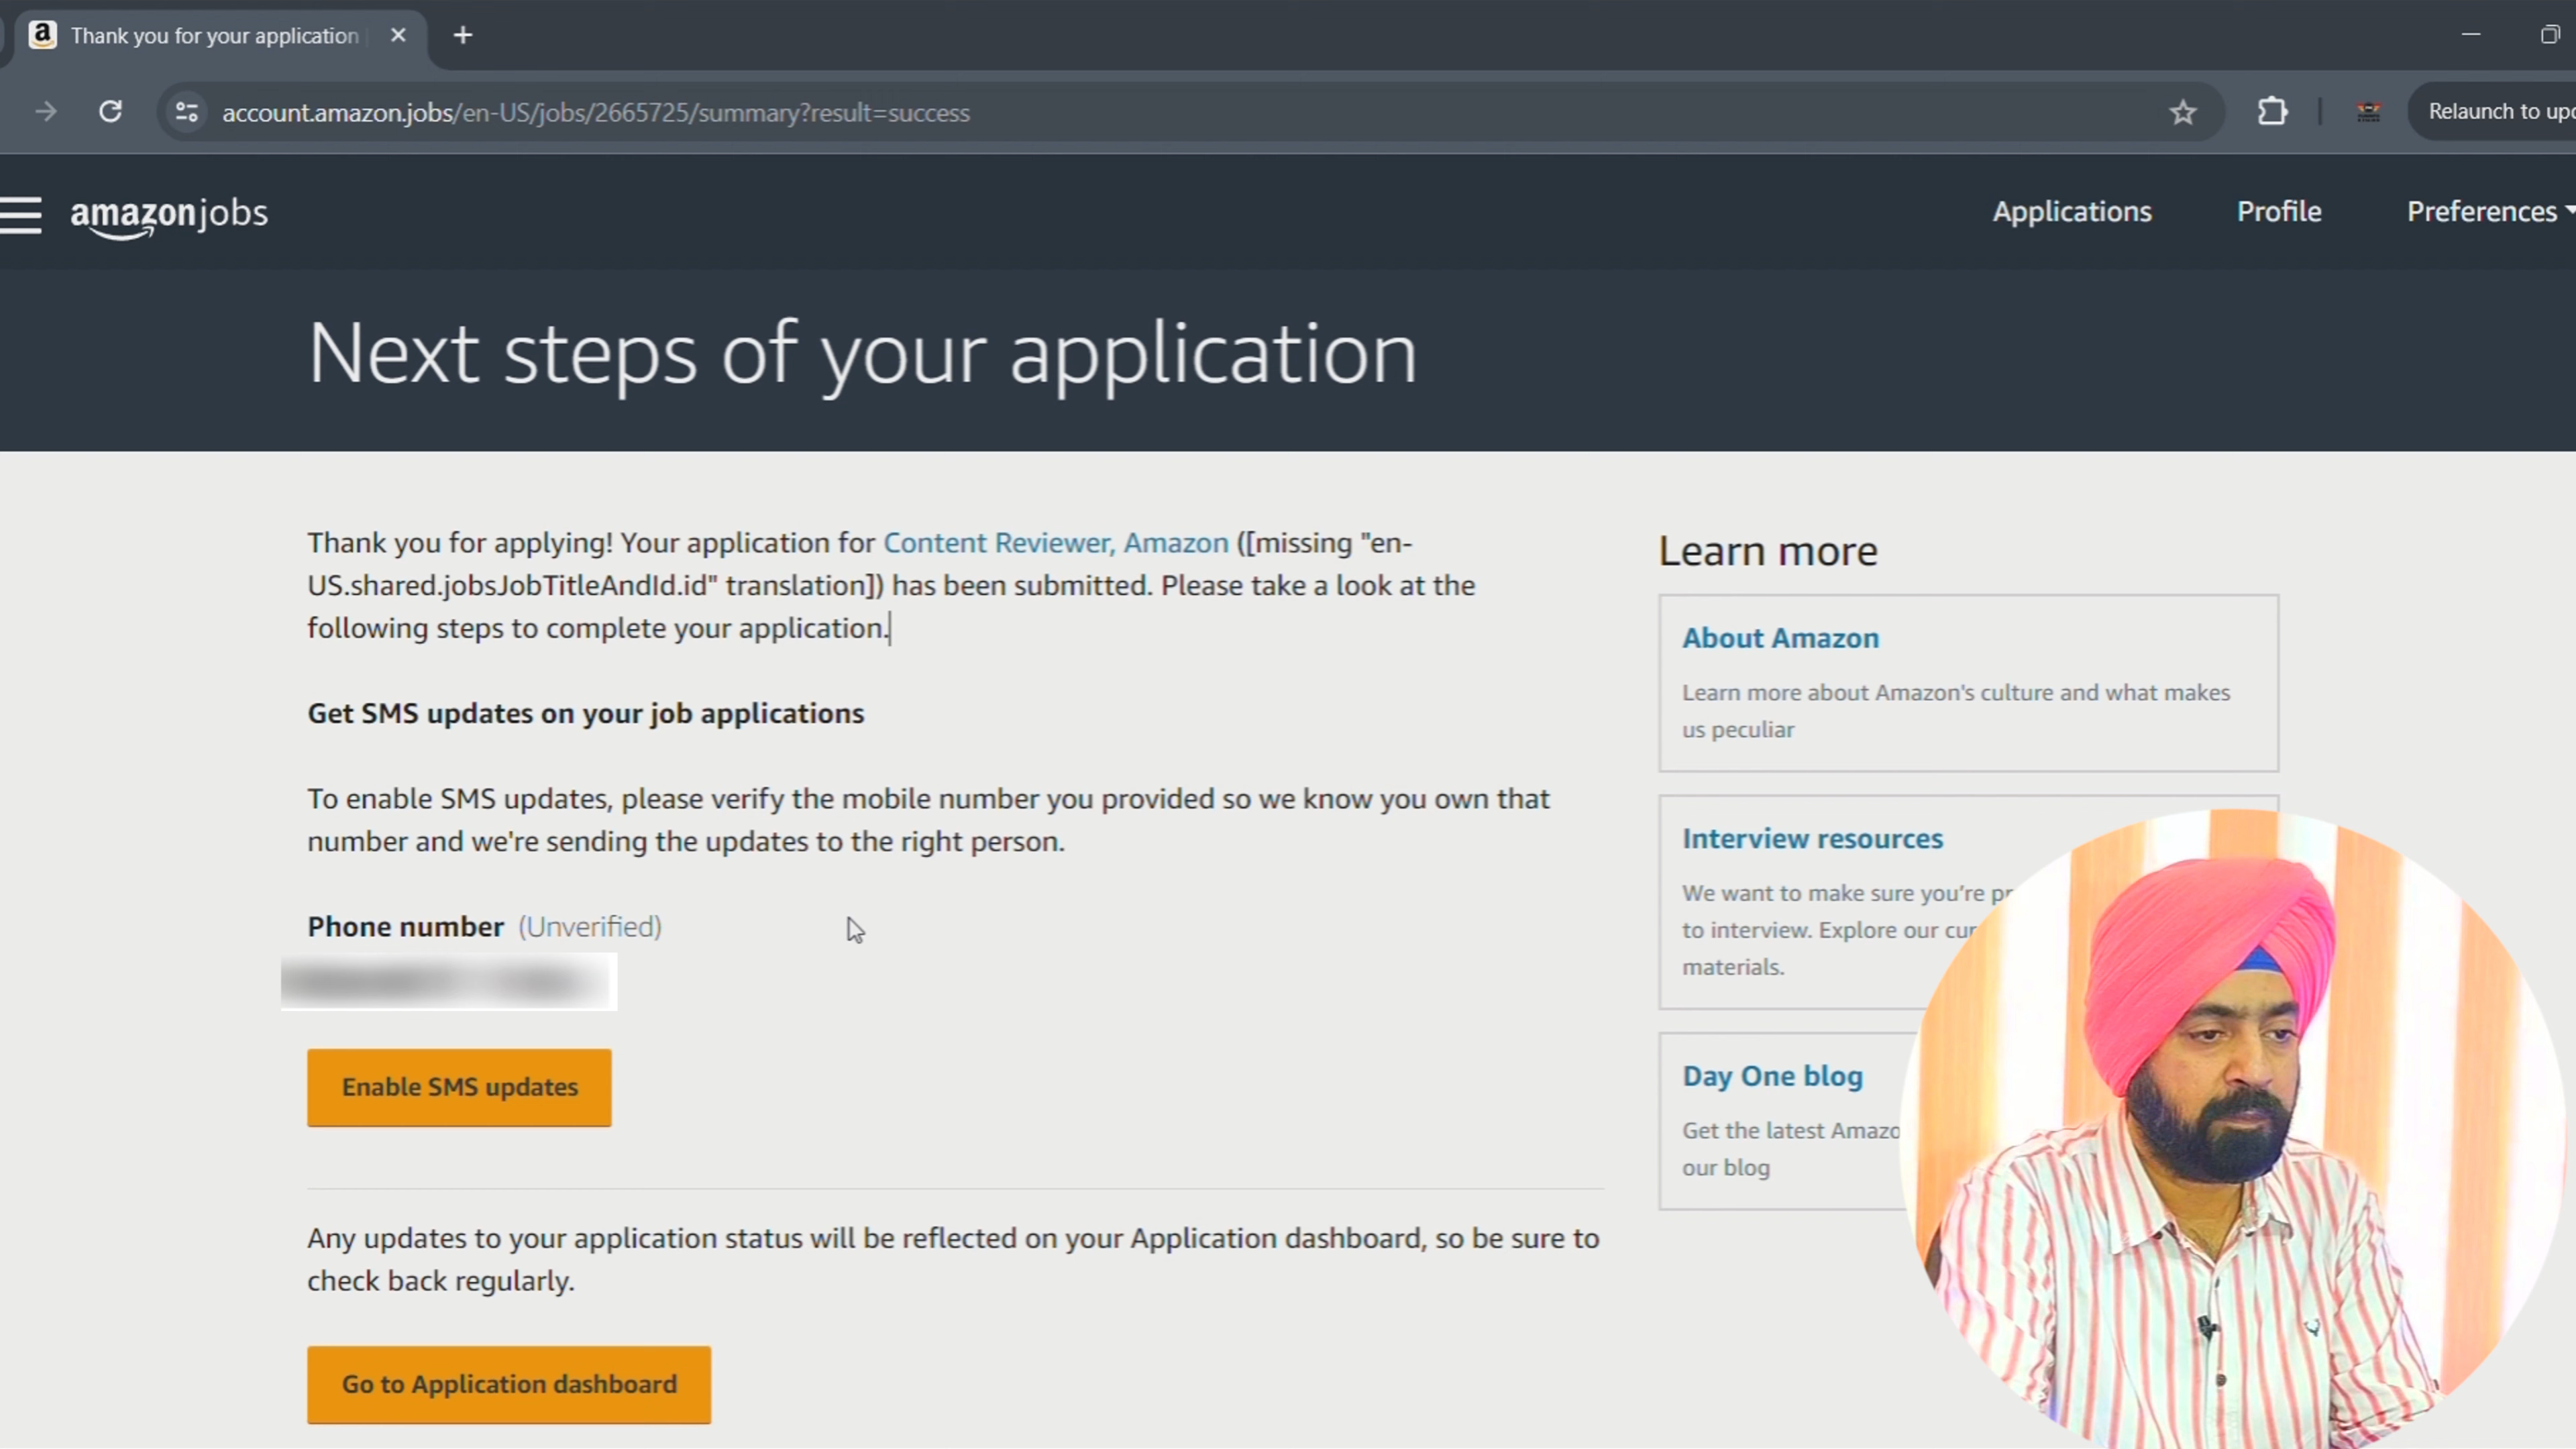 Thank you for your application
account.amazon.jobs/en-US/jobs/2665725/summary?result=success
Relaunch to upd
amazonjobs
Applications
Profile
Preferences
Next steps of your application
Thank you for applying! Your application for Content Reviewer, Amazon ([missing "en-
US.shared.jobsJobTitleAndId.id" translation]) has been submitted. Please take a look at the
following steps to complete your application.
Get SMS updates on your job applications
To enable SMS updates, please verify the mobile number you provided so we know you own that
number and we're sending the updates to the right person.
Phone number (Unverified)
Enable SMS updates
Any updates to your application status will be reflected on your Application dashboard, so be sure to
check back regularly.
Go to Application dashboard
Learn more
About Amazon
Learn more about Amazon's culture and what makes
us peculiar
Interview resources
We want to make sure you're pr
to interview. Explore our cur
materials.
Day One blog
Get the latest Amazo
our blog